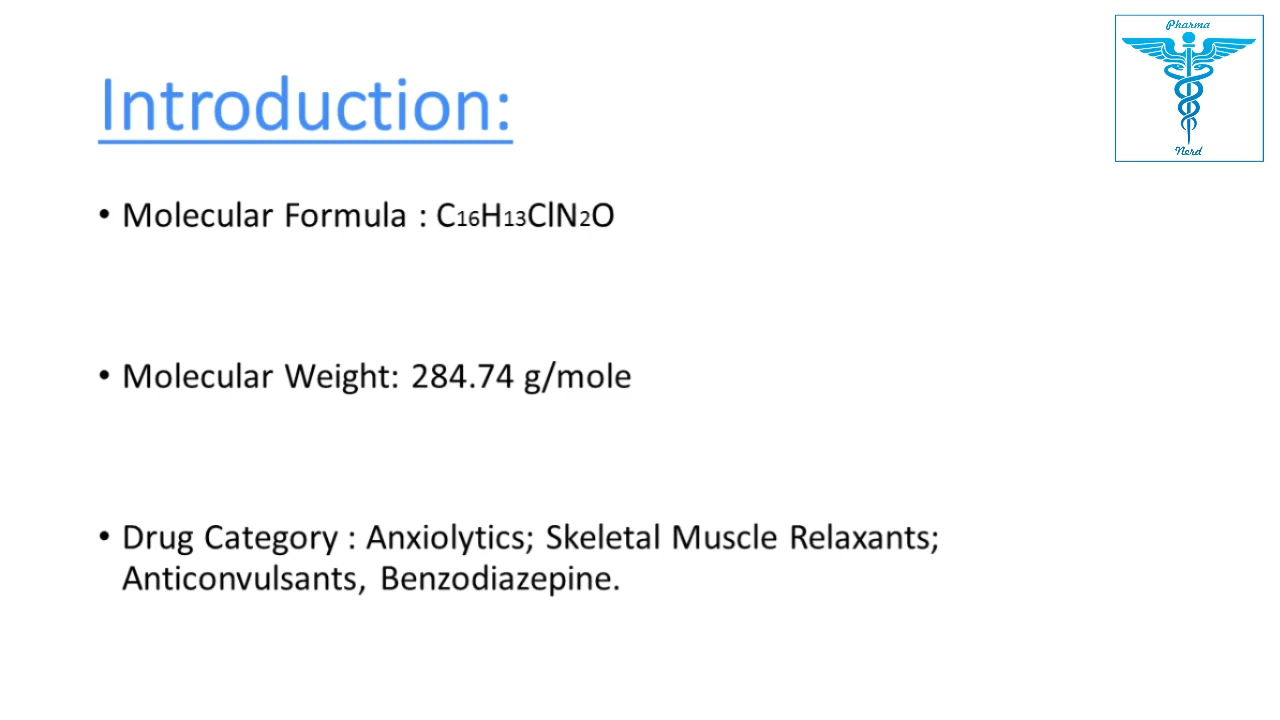 Pharma
Nerd
Introduction:
• Molecular Formula : C₁₆H₁₃ClN₂O
• Molecular Weight: 284.74 g/mole
• Drug Category : Anxiolytics; Skeletal Muscle Relaxants;
Anticonvulsants, Benzodiazepine.